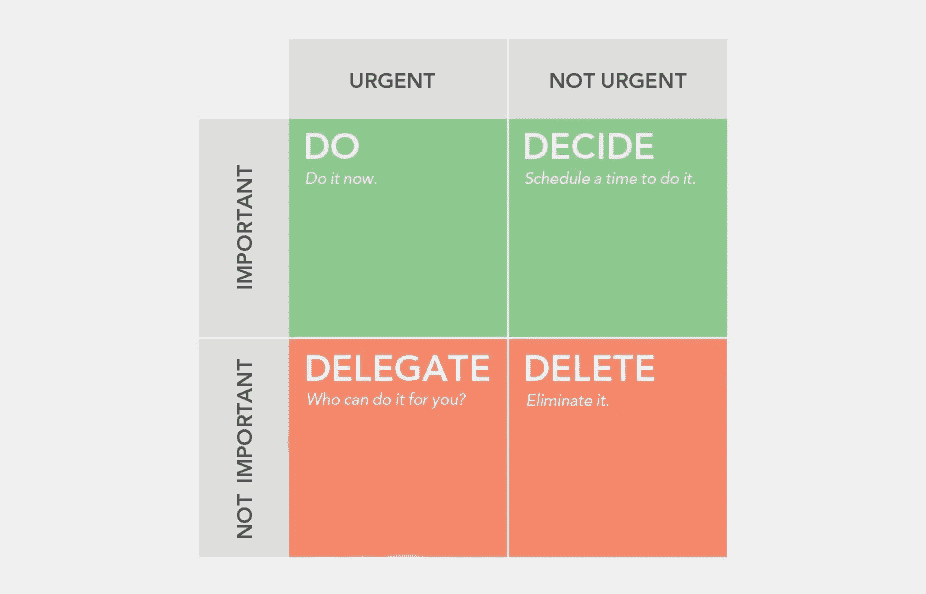 URGENT
NOT URGENT
IMPORTANT
DO
Do it now.
DECIDE
Schedule a time to do it.
NOT IMPORTANT
DELEGATE
Who can do it for you?
DELETE
Eliminate it.